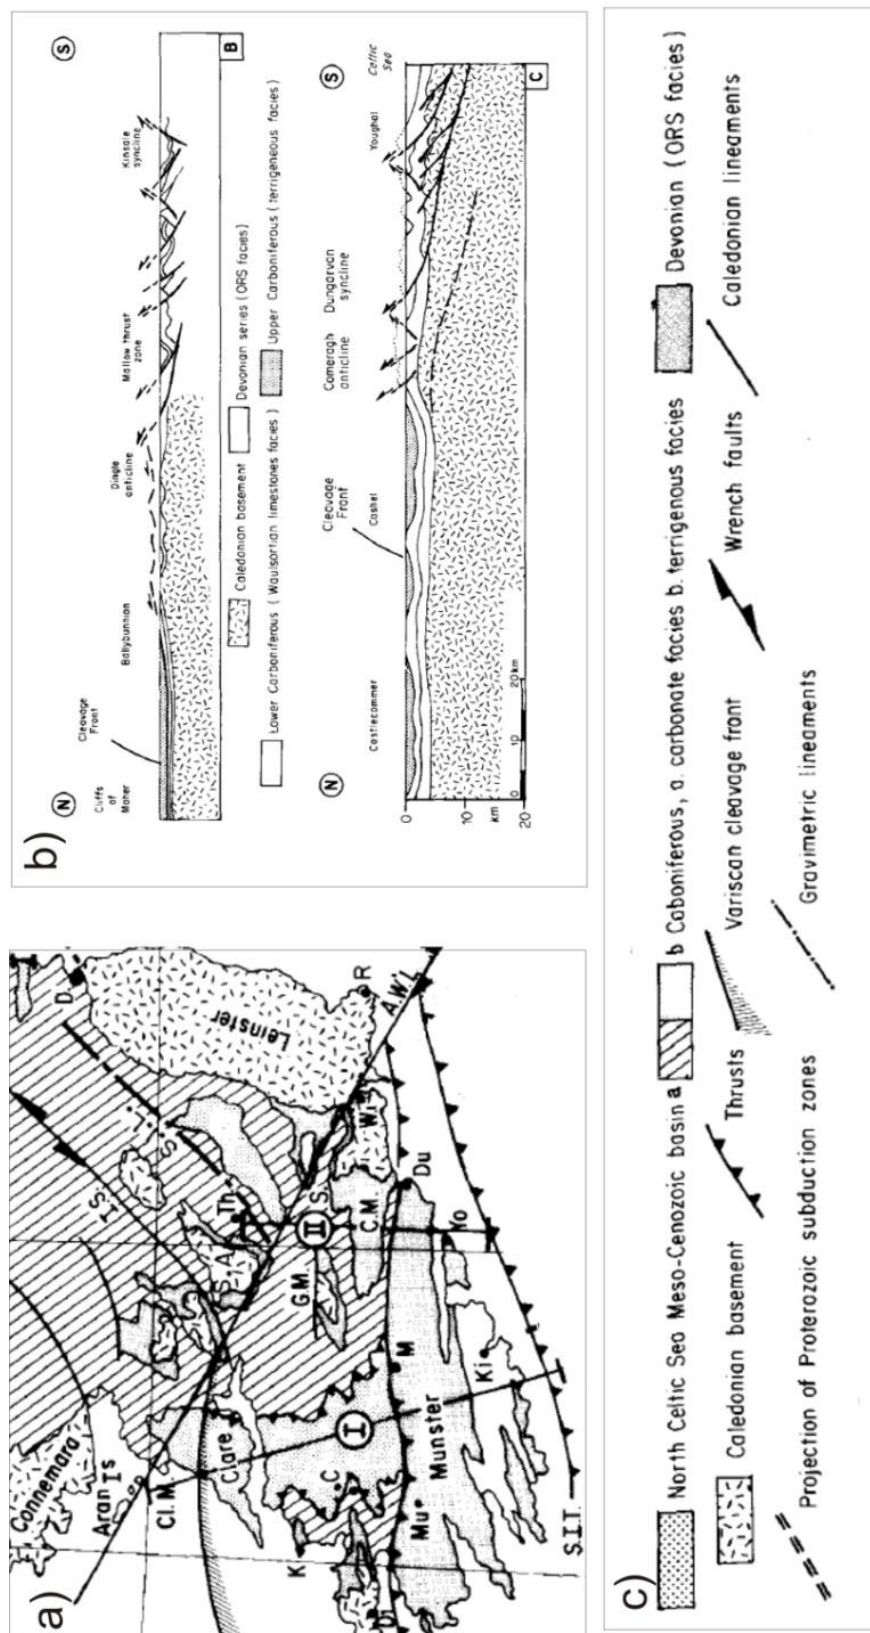 a)
Connemara
Aran Is
Cl. M.
Clare
K
C
I
Di
Mu
Munster
M
Ki
S.I.T.
T.S.
S.L.
D.
Leinster
R
A.W.L.
Th
S.A.
II
G.M.
S.
C.M.
Wi
Du
Yo
b)
N
S
Cliffs
of
Moher
Cleavage
Front
Ballybunnion
Dingle
anticline
Mallow thrust
zone
Kinsale
syncline
B
Caledonian basement
Devonian series (ORS facies)
Lower Carboniferous ( Waulsortian limestones facies)
Upper Carboniferous ( terrigeneous facies)
N
S
Castlecommer
Cashel
Cleavage
Front
Comeragh
anticline
Dungarvan
syncline
Youghal
Celtic
Sea
0
km
10
20
0 10 20 km
C
c)
North Celtic Sea Meso-Cenozoic basin
a b Caboniferous, a. carbonate facies b. terrigenous facies
Devonian (ORS facies)
Caledonian basement
Thrusts
Variscan cleavage front
Wrench faults
Caledonian lineaments
Projection of Proterozoic subduction zones
Gravimetric lineaments